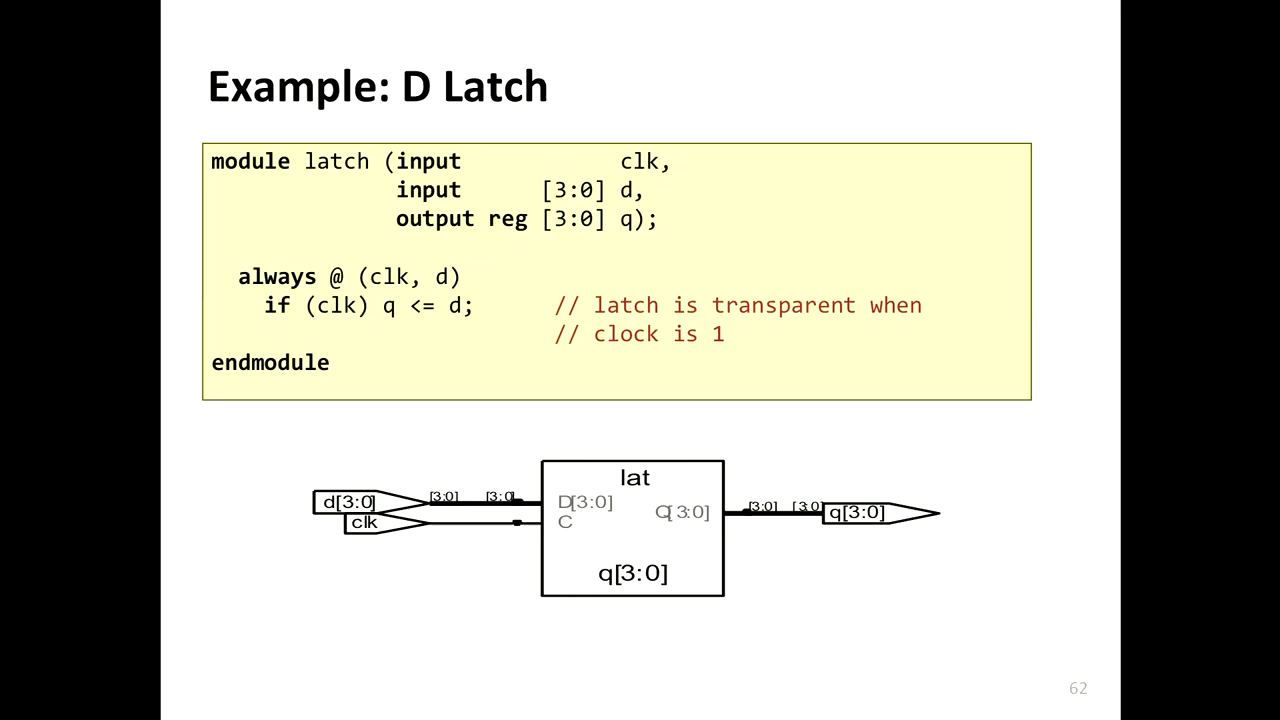 Example: D Latch
module latch (input            clk,
              input      [3:0] d,
              output reg [3:0] q);
  always @ (clk, d)
    if (clk) q <= d;      // latch is transparent when
                          // clock is 1
endmodule
lat
d[3:0] [3:0] [3:0] D[3:0]
Q[3:0] [3:0] [3:0] q[3:0]
clk C
q[3:0]
62